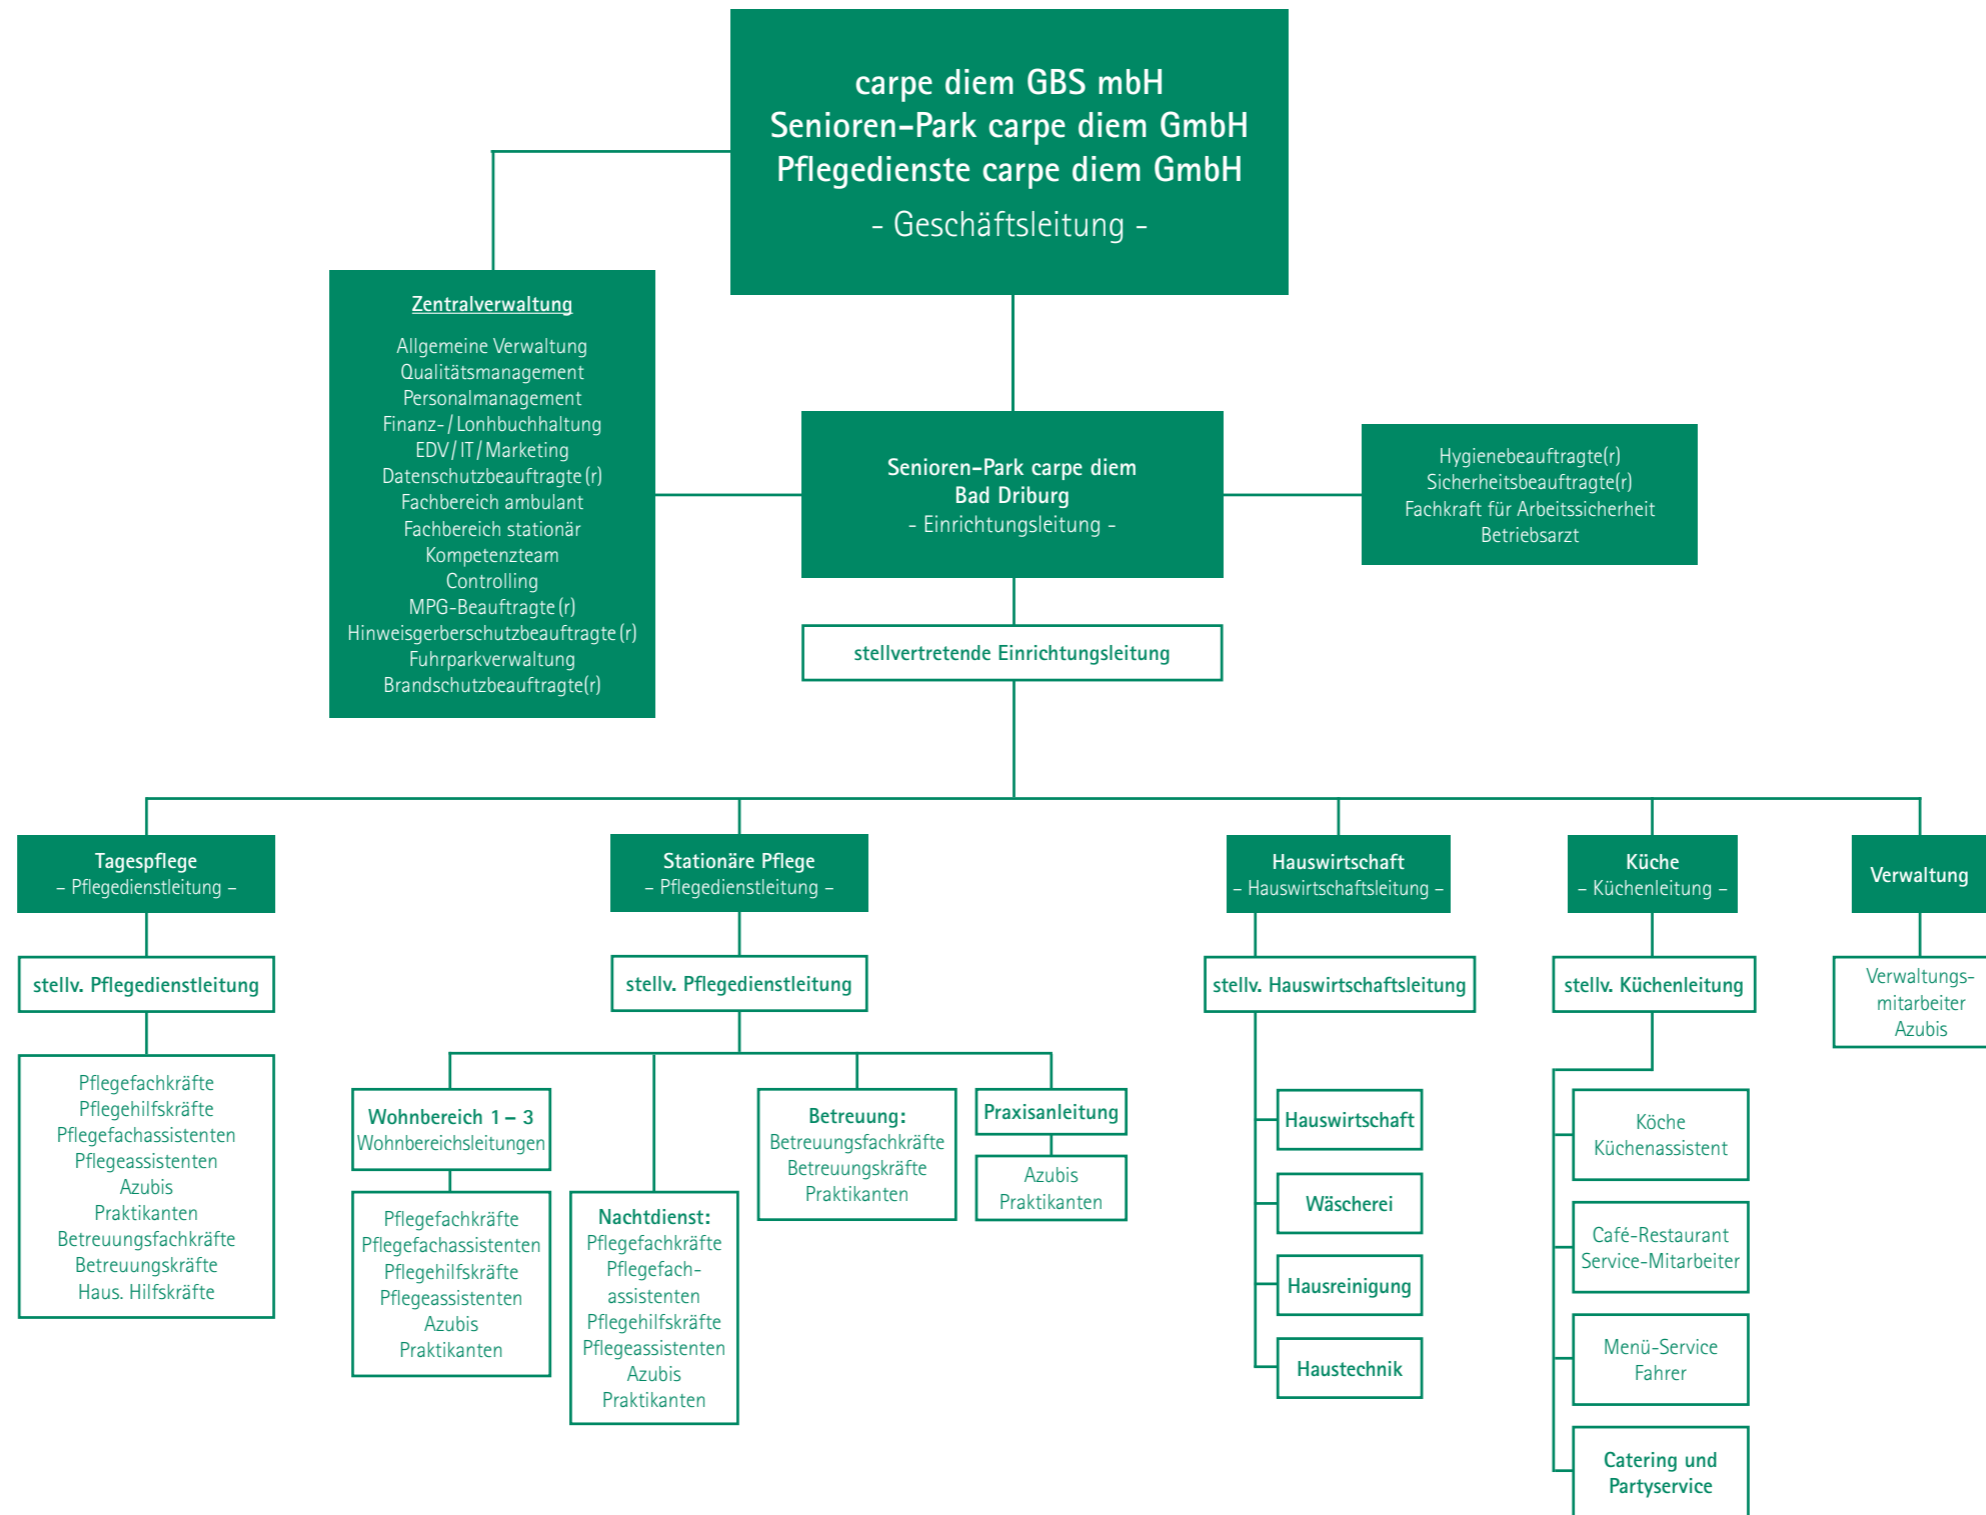 carpe diem GBS mbH
Senioren-Park carpe diem GmbH
Pflegedienste carpe diem GmbH
- Geschäftsleitung -
Zentralverwaltung
Allgemeine Verwaltung
Qualitätsmanagement
Personalmanagement
Finanz-/Lonhbuchhaltung
EDV/IT/Marketing
Datenschutzbeauftragte(r)
Fachbereich ambulant
Fachbereich stationär
Kompetenzteam
Controlling
MPG-Beauftragte(r)
Hinweisgerberschutzbeauftragte(r)
Fuhrparkverwaltung
Brandschutzbeauftragte(r)
Senioren-Park carpe diem
Bad Driburg
- Einrichtungsleitung -
Hygienebeauftragte(r)
Sicherheitsbeauftragte(r)
Fachkraft für Arbeitssicherheit
Betriebsarzt
stellvertretende Einrichtungsleitung
Tagespflege
– Pflegedienstleitung –
stellv. Pflegedienstleitung
Pflegefachkräfte
Pflegehilfskräfte
Pflegefachassistenten
Pflegeassistenten
Azubis
Praktikanten
Betreuungsfachkräfte
Betreuungskräfte
Haus. Hilfskräfte
Stationäre Pflege
– Pflegedienstleitung –
stellv. Pflegedienstleitung
Wohnbereich 1 – 3
Wohnbereichsleitungen
Pflegefachkräfte
Pflegefachassistenten
Pflegehilfskräfte
Pflegeassistenten
Azubis
Praktikanten
Nachtdienst:
Pflegefachkräfte
Pflegefach-
assistenten
Pflegehilfskräfte
Pflegeassistenten
Azubis
Praktikanten
Betreuung:
Betreuungsfachkräfte
Betreuungskräfte
Praktikanten
Praxisanleitung
Azubis
Praktikanten
Hauswirtschaft
– Hauswirtschaftsleitung –
stellv. Hauswirtschaftsleitung
Hauswirtschaft
Wäscherei
Hausreinigung
Haustechnik
Küche
– Küchenleitung –
stellv. Küchenleitung
Köche
Küchenassistent
Café-Restaurant
Service-Mitarbeiter
Menü-Service
Fahrer
Catering und
Partyservice
Verwaltung
Verwaltungs-
mitarbeiter
Azubis